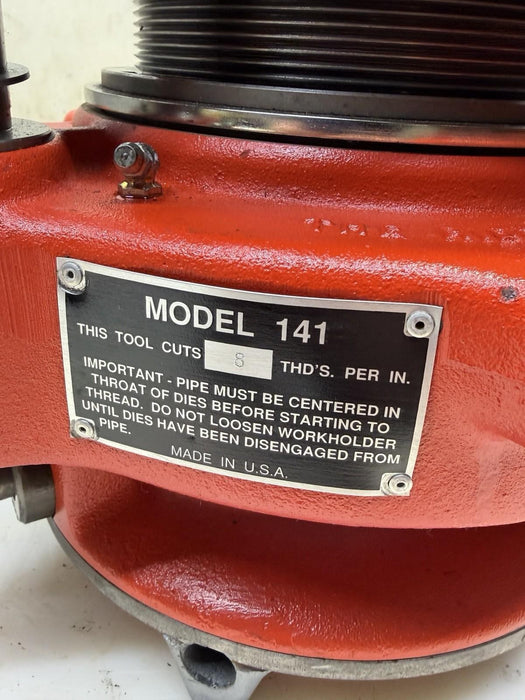 MODEL 141
THIS TOOL CUTS 8 THD'S. PER IN.
IMPORTANT - PIPE MUST BE CENTERED IN
THROAT OF DIES BEFORE STARTING TO
THREAD. DO NOT LOOSEN WORKHOLDER
UNTIL DIES HAVE BEEN DISENGAGED FROM
PIPE.
MADE IN U.S.A.